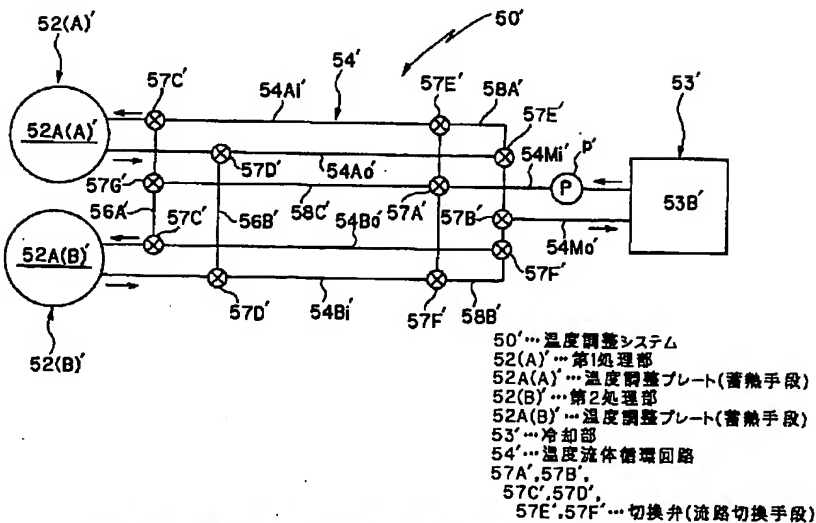 52(A)′
50′
57C′
54Ai′
54′
57E′
58A′
57E′
53′
52A(A)′
57D′
54Ao′
54Mi′
P′
P
53B′
57G′
56A′
58C′
57A′
57B′
57C′
56B′
54Bo′
54Mo′
52A(B)′
57D′
54Bi′
57F′
58B′
57F′
52(B)′
50′…温度調整システム
52(A)′…第1処理部
52A(A)′…温度調整プレート(蓄熱手段)
52(B)′…第2処理部
52A(B)′…温度調整プレート(蓄熱手段)
53′…冷却部
54′…温度流体循環回路
57A′,57B′,
57C′,57D′,
57E′,57F′…切換弁(流路切換手段)